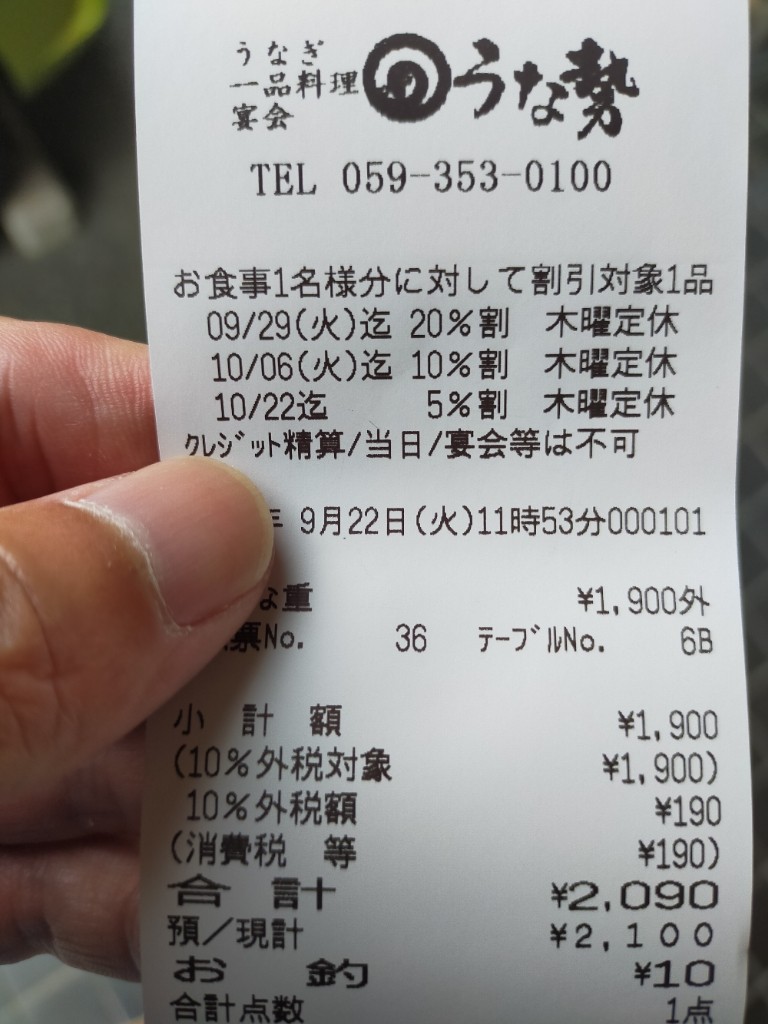 うなぎ
一品料理
宴会
うな勢
TEL 059-353-0100
お食事1名様分に対して割引対象1品
09/29(火)迄 20%割 木曜定休
10/06(火)迄 10%割 木曜定休
10/22迄 5%割 木曜定休
クレジット精算/当日/宴会等は不可
年 9月22日(火)11時53分000101
な重 ¥1,900外
票No. 36 テーブルNo. 6B
小計額 ¥1,900
(10%外税対象 ¥1,900)
10%外税額 ¥190
(消費税 等 ¥190)
合計 ¥2,090
預/現計 ¥2,100
お釣 ¥10
合計点数 1点